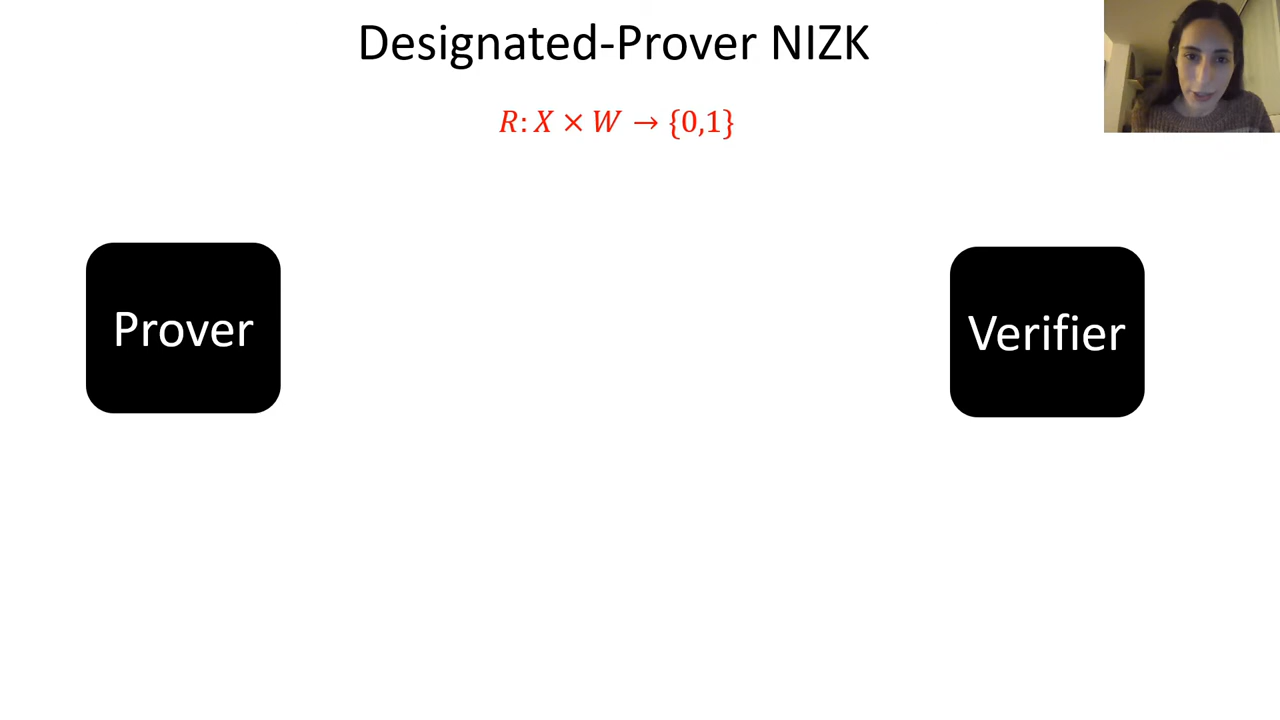 Designated-Prover NIZK
R: X × W → {0,1}
Prover
Verifier